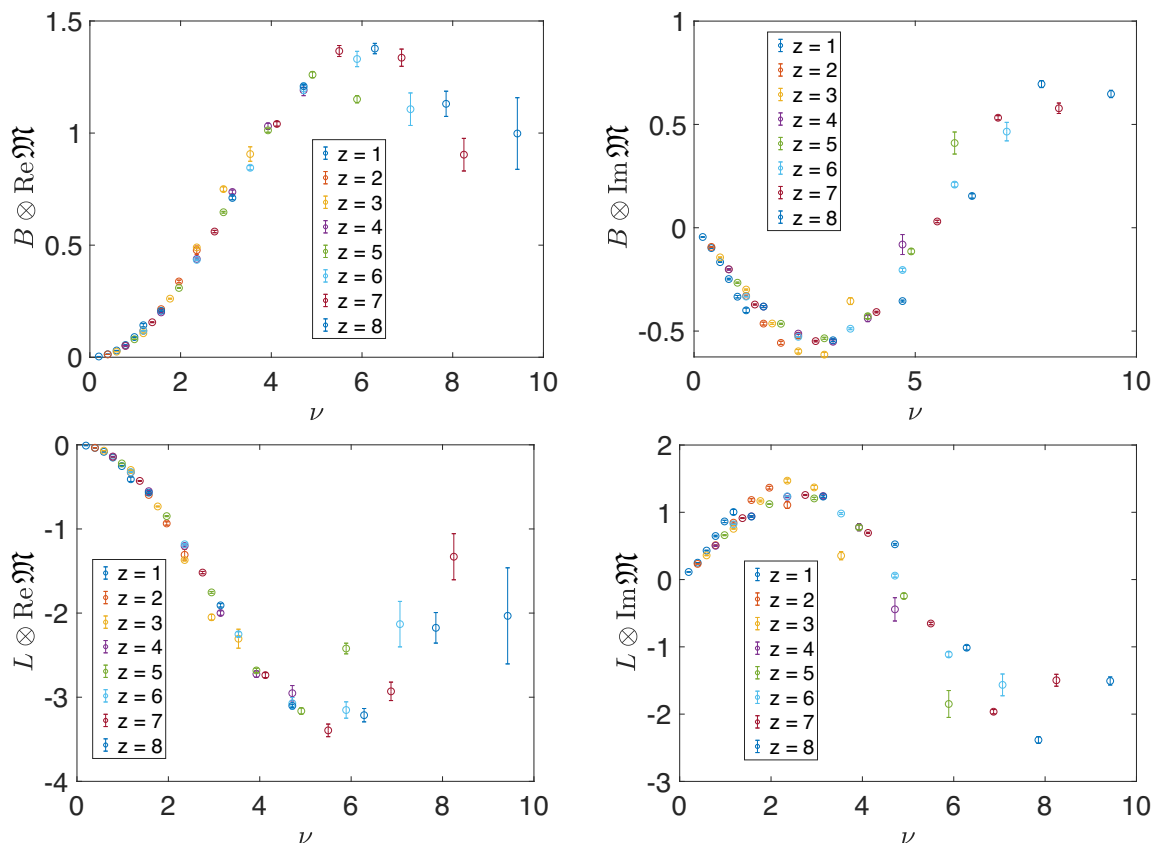 1.5
1
0.5
0
0 2 4 6 8 10
B ⊗ Re𝔐
ν
z = 1
z = 2
z = 3
z = 4
z = 5
z = 6
z = 7
z = 8
1
0.5
0
-0.5
5 10
B ⊗ Im𝔐
ν
z = 1
z = 2
z = 3
z = 4
z = 5
z = 6
z = 7
z = 8
0
-1
-2
-3
-4
0 2 4 6 8 10
L ⊗ Re𝔐
ν
z = 1
z = 2
z = 3
z = 4
z = 5
z = 6
z = 7
z = 8
2
1
0
-1
-2
-3
0 2 4 6 8 10
L ⊗ Im𝔐
ν
z = 1
z = 2
z = 3
z = 4
z = 5
z = 6
z = 7
z = 8